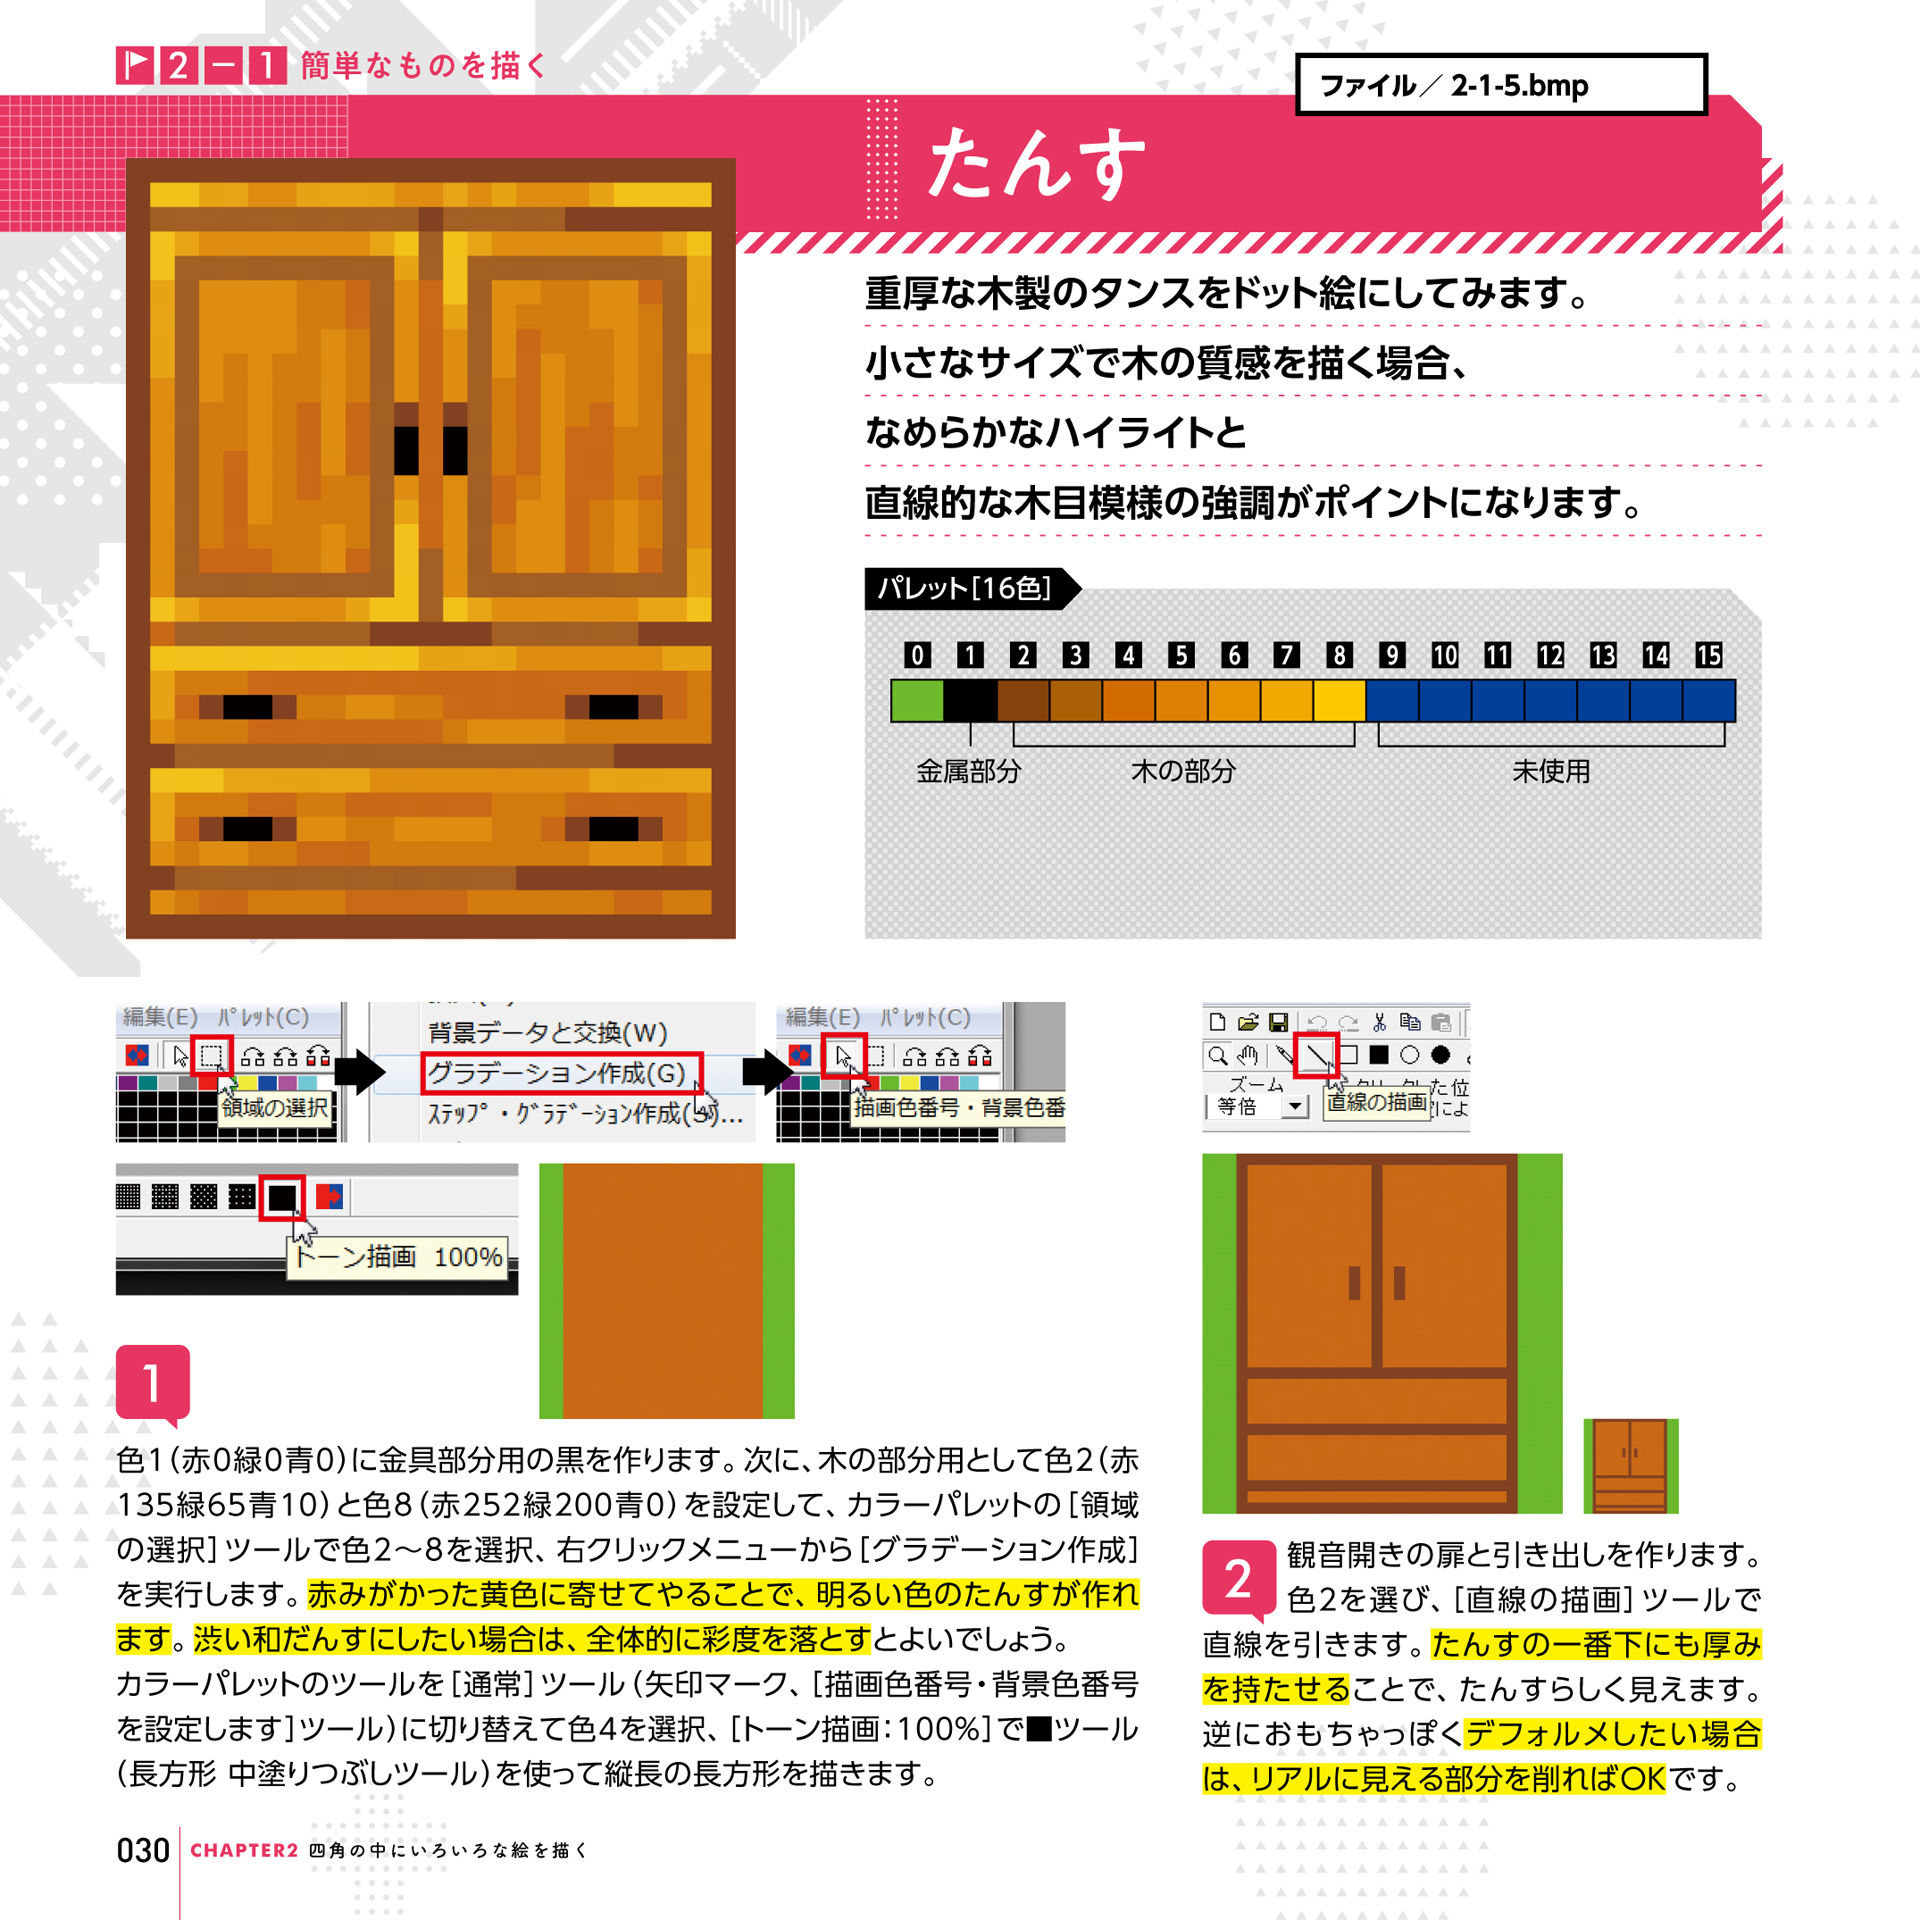 2－1 簡単なものを描く
ファイル／ 2-1-5.bmp
たんす
重厚な木製のタンスをドット絵にしてみます。
小さなサイズで木の質感を描く場合、
なめらかなハイライトと
直線的な木目模様の強調がポイントになります。
パレット[16色]
0 1 2 3 4 5 6 7 8 9 10 11 12 13 14 15
金属部分 木の部分 未使用
編集(E) ﾊﾟﾚｯﾄ(C)
領域の選択
背景データと交換(W)
グラデーション作成(G)
ｽﾃｯﾌﾟ・ｸﾞﾗﾃﾞｰｼｮﾝ作成(S)...
編集(E) ﾊﾟﾚｯﾄ(C)
描画色番号・背景色番
トーン描画 100%
ズーム
等倍
直線の描画
1
色1（赤0緑0青0）に金具部分用の黒を作ります。次に、木の部分用として色2（赤
135緑65青10）と色8（赤252緑200青0）を設定して、カラーパレットの［領域
の選択］ツールで色2～8を選択、右クリックメニューから［グラデーション作成］
を実行します。赤みがかった黄色に寄せてやることで、明るい色のたんすが作れ
ます。渋い和だんすにしたい場合は、全体的に彩度を落とすとよいでしょう。
カラーパレットのツールを［通常］ツール（矢印マーク、［描画色番号・背景色番号
を設定します］ツール）に切り替えて色4を選択、［トーン描画：100%］で■ツール
（長方形 中塗りつぶしツール）を使って縦長の長方形を描きます。
2
観音開きの扉と引き出しを作ります。
色2を選び、［直線の描画］ツールで
直線を引きます。たんすの一番下にも厚み
を持たせることで、たんすらしく見えます。
逆におもちゃっぽくデフォルメしたい場合
は、リアルに見える部分を削ればOKです。
030 CHAPTER2 四角の中にいろいろな絵を描く